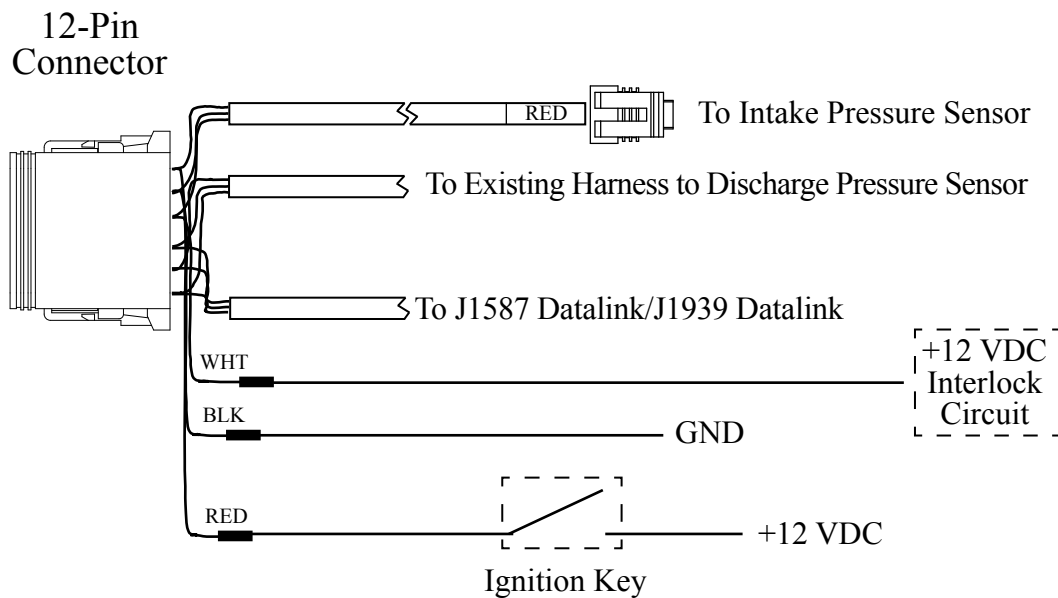 12-Pin
Connector
RED
To Intake Pressure Sensor
To Existing Harness to Discharge Pressure Sensor
To J1587 Datalink/J1939 Datalink
WHT
+12 VDC
Interlock
Circuit
BLK
GND
RED
+12 VDC
Ignition Key